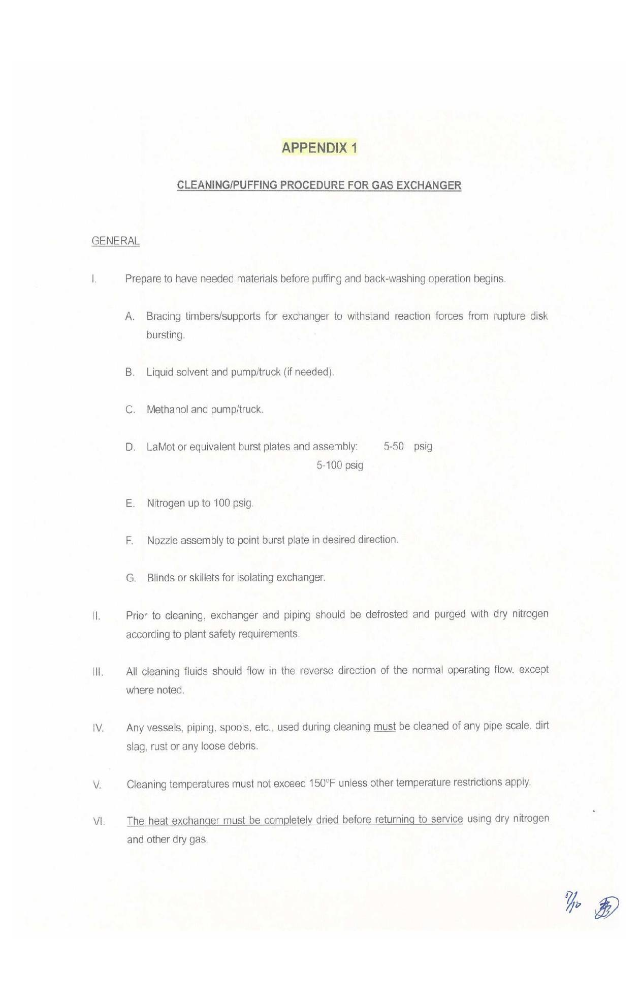 APPENDIX 1
CLEANING/PUFFING PROCEDURE FOR GAS EXCHANGER
GENERAL
I. Prepare to have needed materials before puffing and back-washing operation begins.
A. Bracing timbers/supports for exchanger to withstand reaction forces from rupture disk
bursting.
B. Liquid solvent and pump/truck (if needed).
C. Methanol and pump/truck.
D. LaMot or equivalent burst plates and assembly: 5-50 psig
5-100 psig
E. Nitrogen up to 100 psig.
F. Nozzle assembly to point burst plate in desired direction.
G. Blinds or skillets for isolating exchanger.
II. Prior to cleaning, exchanger and piping should be defrosted and purged with dry nitrogen
according to plant safety requirements.
III. All cleaning fluids should flow in the reverse direction of the normal operating flow, except
where noted.
IV. Any vessels, piping, spools, etc., used during cleaning must be cleaned of any pipe scale, dirt
slag, rust or any loose debris.
V. Cleaning temperatures must not exceed 150°F unless other temperature restrictions apply.
VI. The heat exchanger must be completely dried before returning to service using dry nitrogen
and other dry gas.
7/10